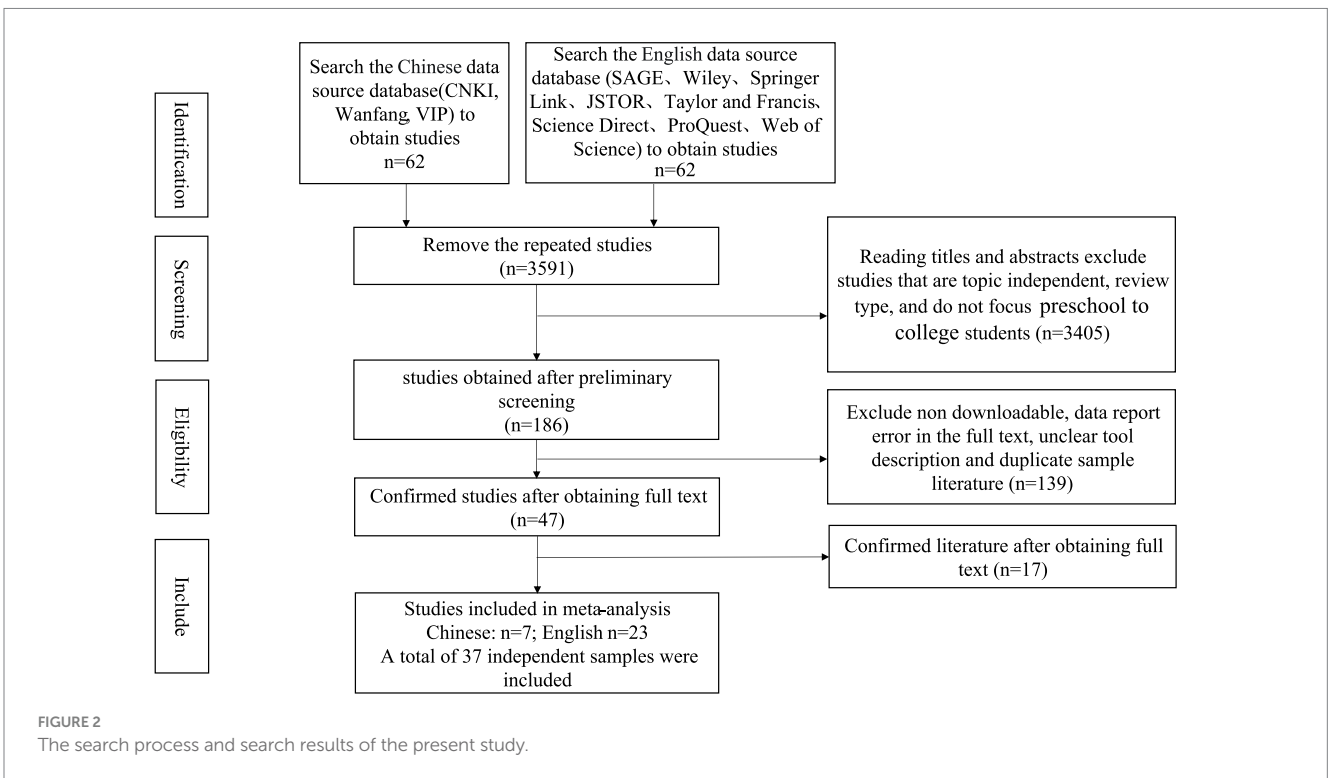 Identification
Search the Chinese data
source database(CNKI,
Wanfang, VIP) to
obtain studies
n=62
Search the English data source
database (SAGE、Wiley、Springer
Link、JSTOR、Taylor and Francis、
Science Direct、ProQuest、Web of
Science) to obtain studies
n=62
Screening
Remove the repeated studies
(n=3591)
Reading titles and abstracts exclude
studies that are topic independent, review
type, and do not focus preschool to
college students (n=3405)
studies obtained after preliminary
screening
(n=186)
Eligibility
Exclude non downloadable, data report
error in the full text, unclear tool
description and duplicate sample
literature (n=139)
Confirmed studies after obtaining full text
(n=47)
Confirmed literature after obtaining full
text (n=17)
Include
Studies included in meta-analysis
Chinese: n=7; English n=23
A total of 37 independent samples were
included
FIGURE 2
The search process and search results of the present study.